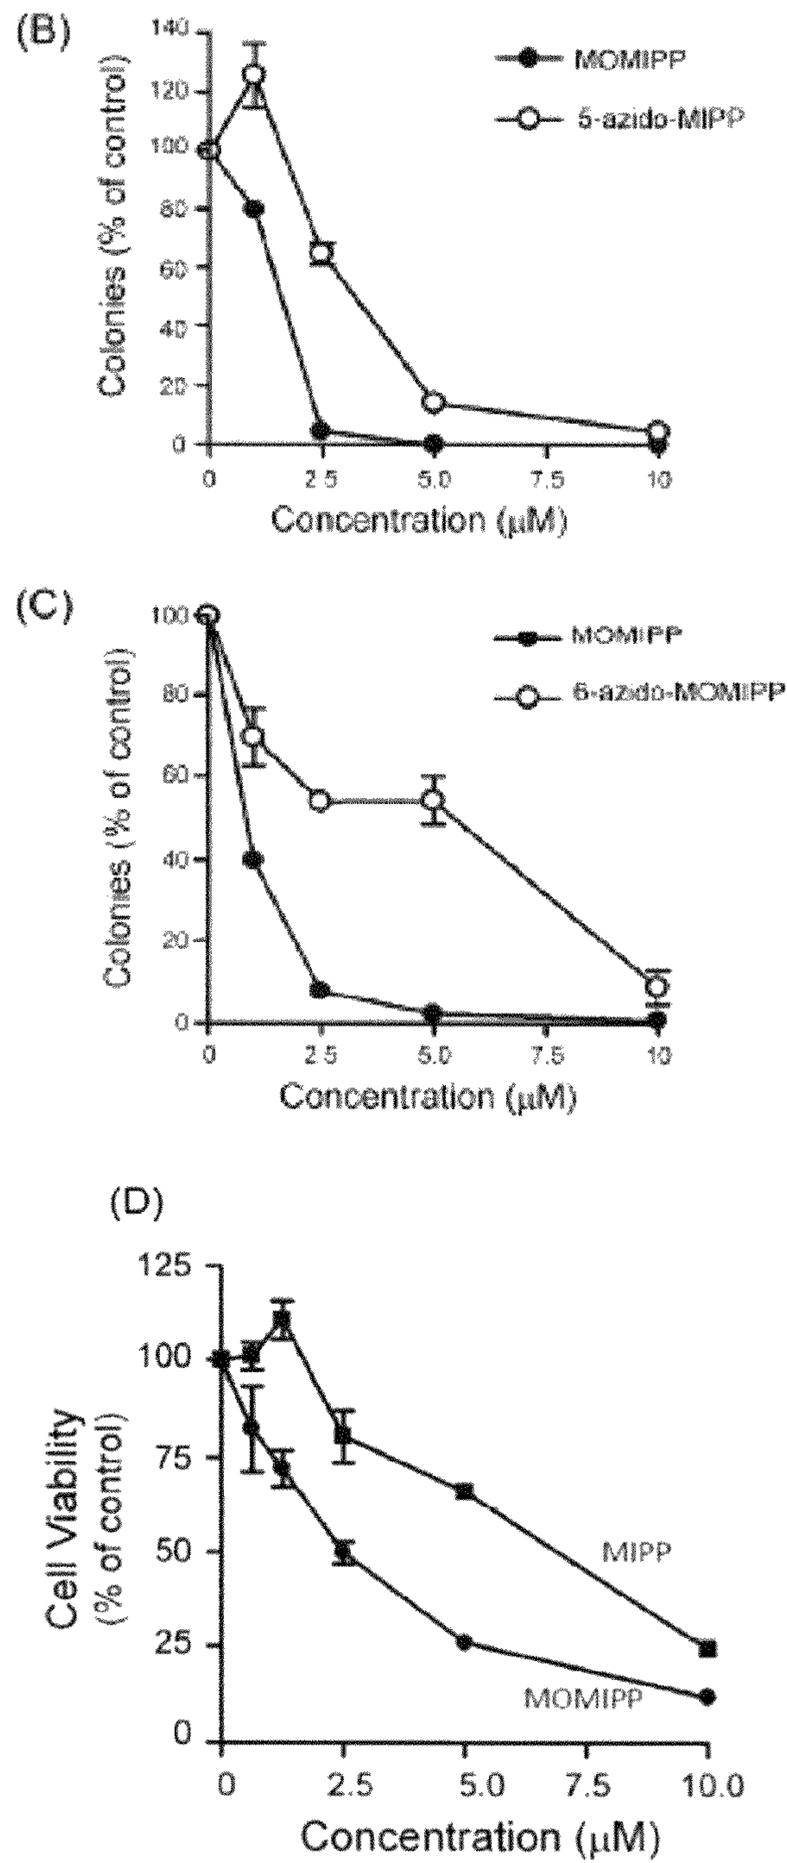 (B)
140
120
100
80
60
40
20
0
Colonies (% of control)
MOMIPP
5-azido-MIPP
0 2.5 5.0 7.5 10
Concentration (μM)
(C)
100
80
60
40
20
0
Colonies (% of control)
MOMIPP
6-azido-MOMIPP
0 2.5 5.0 7.5 10
Concentration (μM)
(D)
125
100
75
50
25
0
Cell Viability
(% of control)
MIPP
MOMIPP
0 2.5 5.0 7.5 10.0
Concentration (μM)